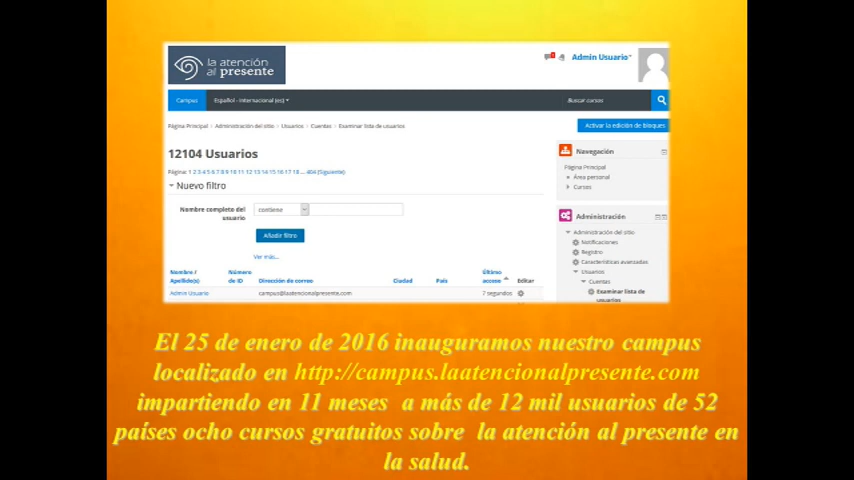 la atención
al presente
Admin Usuario
Campus
Español - Internacional (es)
Buscar cursos
Página Principal
Administración del sitio
Usuarios
Cuentas
Examinar lista de usuarios
Activar la edición de bloques
12104 Usuarios
Página: 1 2 3 4 5 6 7 8 9 10 11 12 13 14 15 16 17 18 ... 404 (Siguiente)
Nuevo filtro
Nombre completo del
usuario
contiene
Añadir filtro
Ver más...
Nombre /
Apellido(s)
Número
de ID
Dirección de correo
Ciudad
País
Último
acceso
Editar
Admin Usuario
campus@laatencionalpresente.com
7 segundos
Navegación
Página Principal
Área personal
Cursos
Administración
Administración del sitio
Notificaciones
Registro
Características avanzadas
Usuarios
Cuentas
Examinar lista de
usuarios
El 25 de enero de 2016 inauguramos nuestro campus
localizado en http://campus.laatencionalpresente.com
impartiendo en 11 meses a más de 12 mil usuarios de 52
países ocho cursos gratuitos sobre la atención al presente en
la salud.